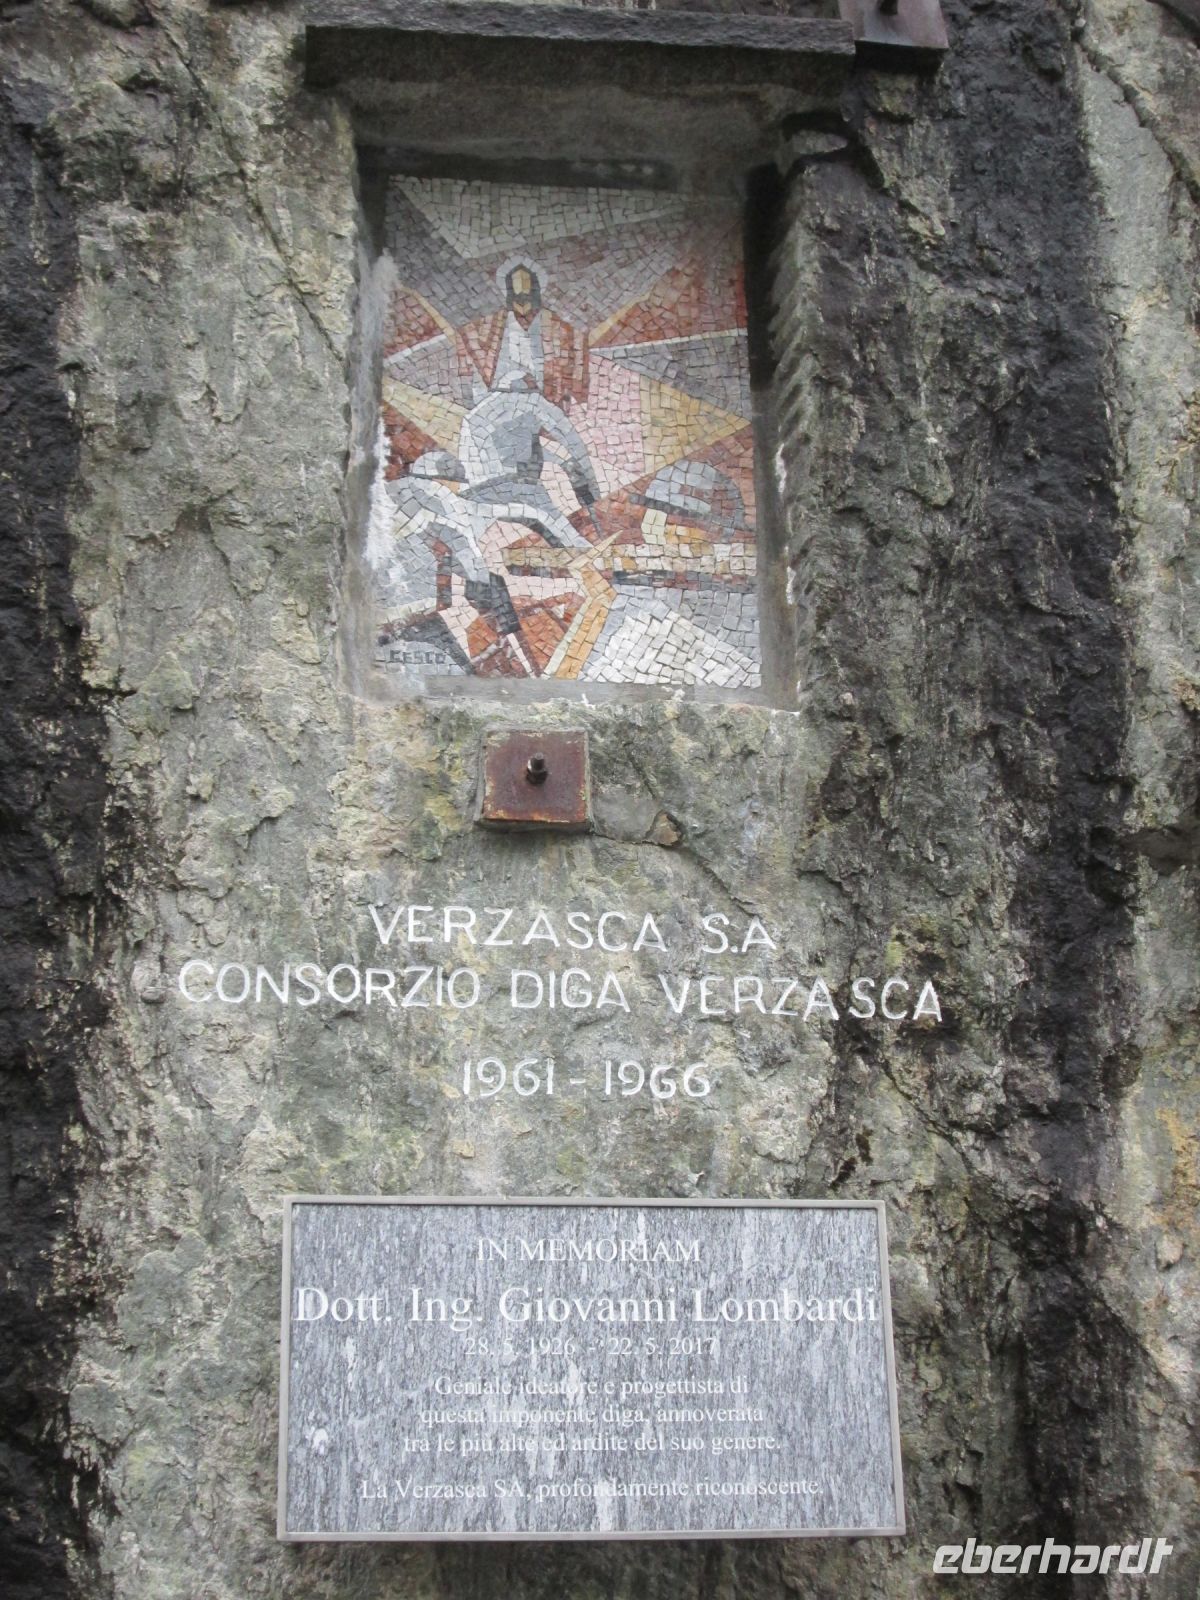 CESCO
VERZASCA S.A
CONSORZIO DIGA VERZASCA
1961 - 1966
IN MEMORIAM
Dott. Ing. Giovanni Lombardi
28. 5. 1926 - 22. 5. 2017
Geniale ideatore e progettista di
questa imponente diga, annoverata
tra le più alte ed ardite del suo genere.
La Verzasca SA, profondamente riconoscente.
eberhardt